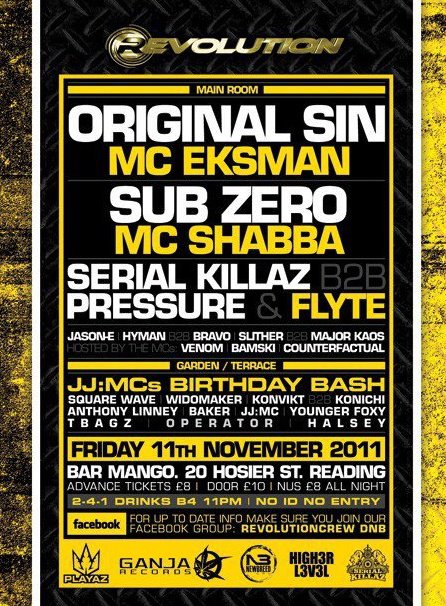 REVOLUTION
MAIN ROOM
ORIGINAL SIN
MC EKSMAN
SUB ZERO
MC SHABBA
SERIAL KILLAZ B2B
PRESSURE & FLYTE
JASON-E | HYMAN B2B BRAVO | SLITHER B2B MAJOR KAOS
HOSTED BY THE MCs: VENOM | BAMSKI | COUNTERFACTUAL
GARDEN / TERRACE
JJ:MCs BIRTHDAY BASH
SQUARE WAVE | WIDOMAKER | KONVIKT B2B KONICHI
ANTHONY LINNEY | BAKER | JJ:MC | YOUNGER FOXY
TBAGZ | OPERATOR | HALSEY
FRIDAY 11TH NOVEMBER 2011
BAR MANGO. 20 HOSIER ST. READING
ADVANCE TICKETS £8 | DOOR £10 | NUS £8 ALL NIGHT
2-4-1 DRINKS B4 11PM | NO ID NO ENTRY
facebook
FOR UP TO DATE INFO MAKE SURE YOU JOIN OUR
FACEBOOK GROUP: REVOLUTIONCREW DNB
PLAYAZ
GANJA
RECORDS
N3
NEWBREED
HIGH3R
L3V3L
SERIAL
KILLAZ